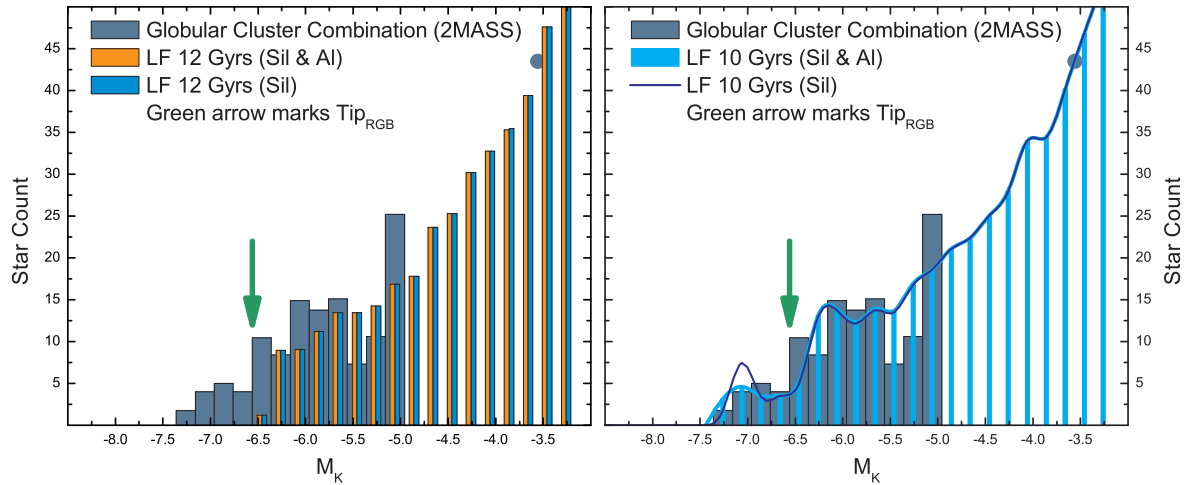 Globular Cluster Combination (2MASS)
LF 12 Gyrs (Sil & Al)
LF 12 Gyrs (Sil)
Green arrow marks Tip_RGB
Star Count
45
40
35
30
25
20
15
10
5
-8.0 -7.5 -7.0 -6.5 -6.0 -5.5 -5.0 -4.5 -4.0 -3.5
M_K
Globular Cluster Combination (2MASS)
LF 10 Gyrs (Sil & Al)
LF 10 Gyrs (Sil)
Green arrow marks Tip_RGB
45
40
35
30
25
20
15
10
5
Star Count
-8.0 -7.5 -7.0 -6.5 -6.0 -5.5 -5.0 -4.5 -4.0 -3.5
M_K